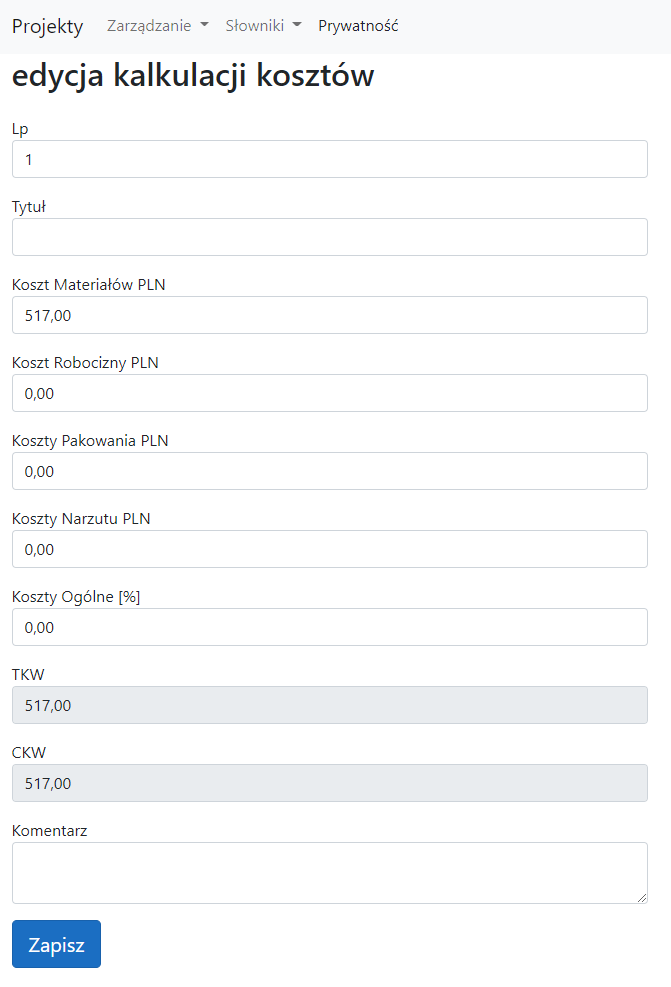 Projekty Zarządzanie Słowniki Prywatność
edycja kalkulacji kosztów
Lp
1
Tytuł
Koszt Materiałów PLN
517,00
Koszt Robocizny PLN
0,00
Koszty Pakowania PLN
0,00
Koszty Narzutu PLN
0,00
Koszty Ogólne [%]
0,00
TKW
517,00
CKW
517,00
Komentarz
Zapisz